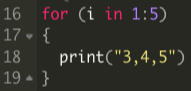 16 for (i in 1:5)
17 {
18 print("3,4,5")
19 }